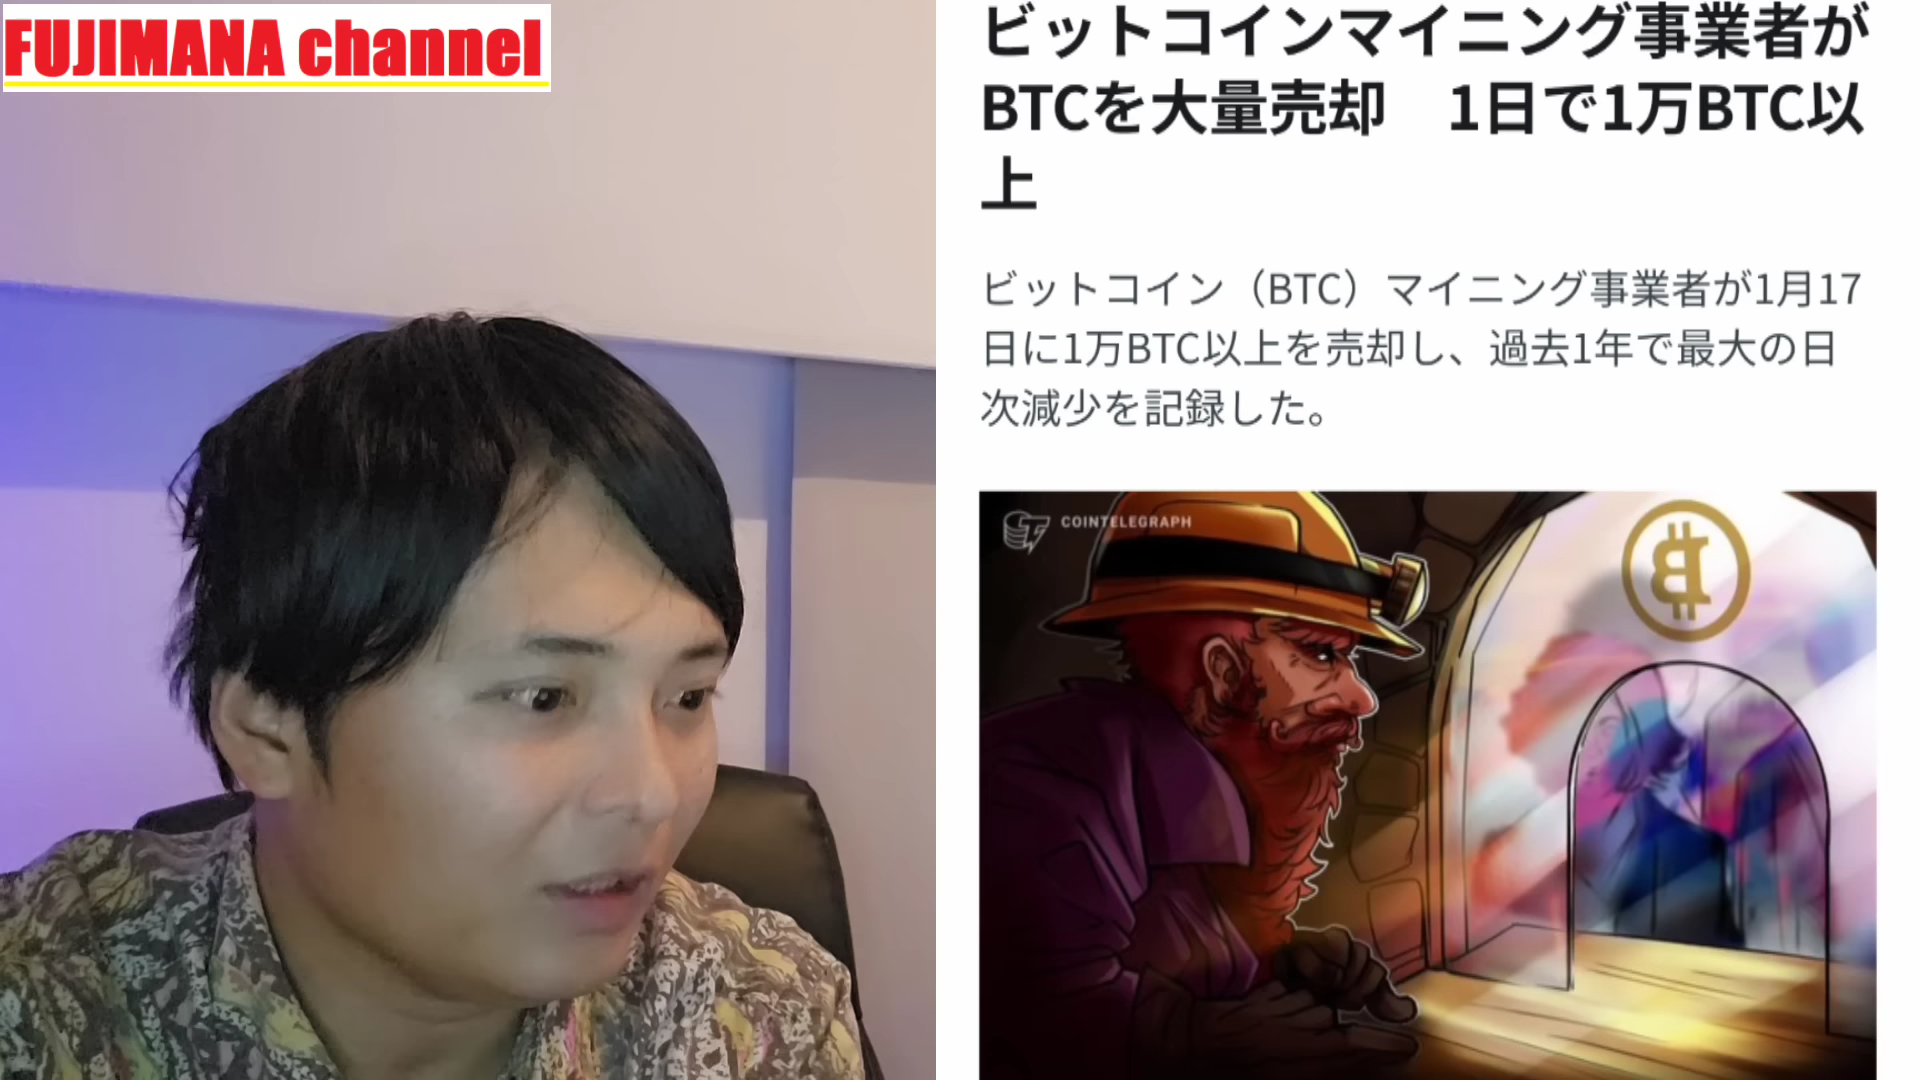 FUJIMANA channel
ビットコインマイニング事業者が
BTCを大量売却　1日で1万BTC以
上
ビットコイン（BTC）マイニング事業者が1月17
日に1万BTC以上を売却し、過去1年で最大の日
次減少を記録した。
COINTELEGRAPH